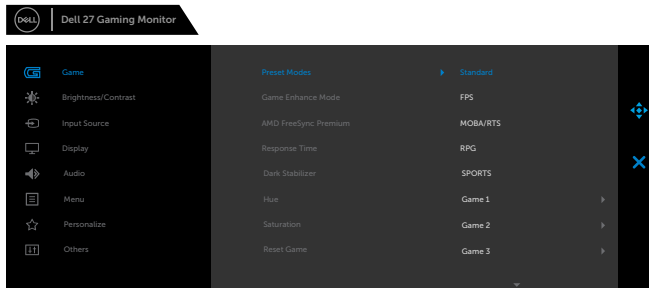 DELL
Dell 27 Gaming Monitor
Game
Preset Modes
Standard
Brightness/Contrast
Game Enhance Mode
FPS
Input Source
AMD FreeSync Premium
MOBA/RTS
Display
Response Time
RPG
Audio
Dark Stabilizer
SPORTS
Menu
Hue
Game 1
Personalize
Saturation
Game 2
Others
Reset Game
Game 3